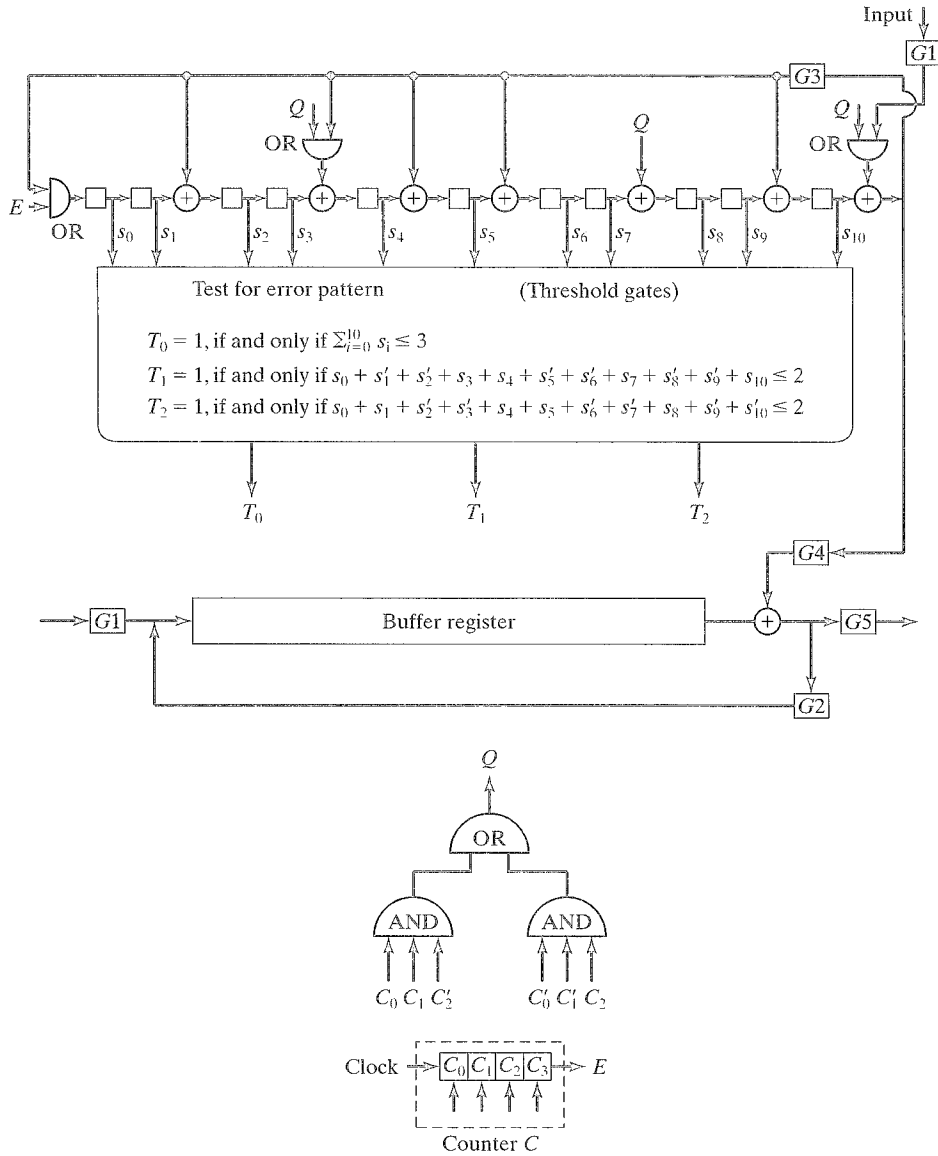 Input
G1
G3
Q
Q
Q
OR
OR
E
OR
s₀ s₁ s₂ s₃ s₄ s₅ s₆ s₇ s₈ s₉ s₁₀
Test for error pattern (Threshold gates)
T₀ = 1, if and only if Σ¹⁰ᵢ₌₀ sᵢ ≤ 3
T₁ = 1, if and only if s₀ + s′₁ + s′₂ + s₃ + s₄ + s′₅ + s′₆ + s₇ + s′₈ + s′₉ + s₁₀ ≤ 2
T₂ = 1, if and only if s₀ + s₁ + s′₂ + s′₃ + s₄ + s₅ + s′₆ + s′₇ + s₈ + s′₉ + s′₁₀ ≤ 2
T₀ T₁ T₂
G4
G1 Buffer register + G5
G2
Q
OR
AND AND
C₀ C₁ C′₂ C′₀ C′₁ C₂
Clock C₀ C₁ C₂ C₃ E
Counter C